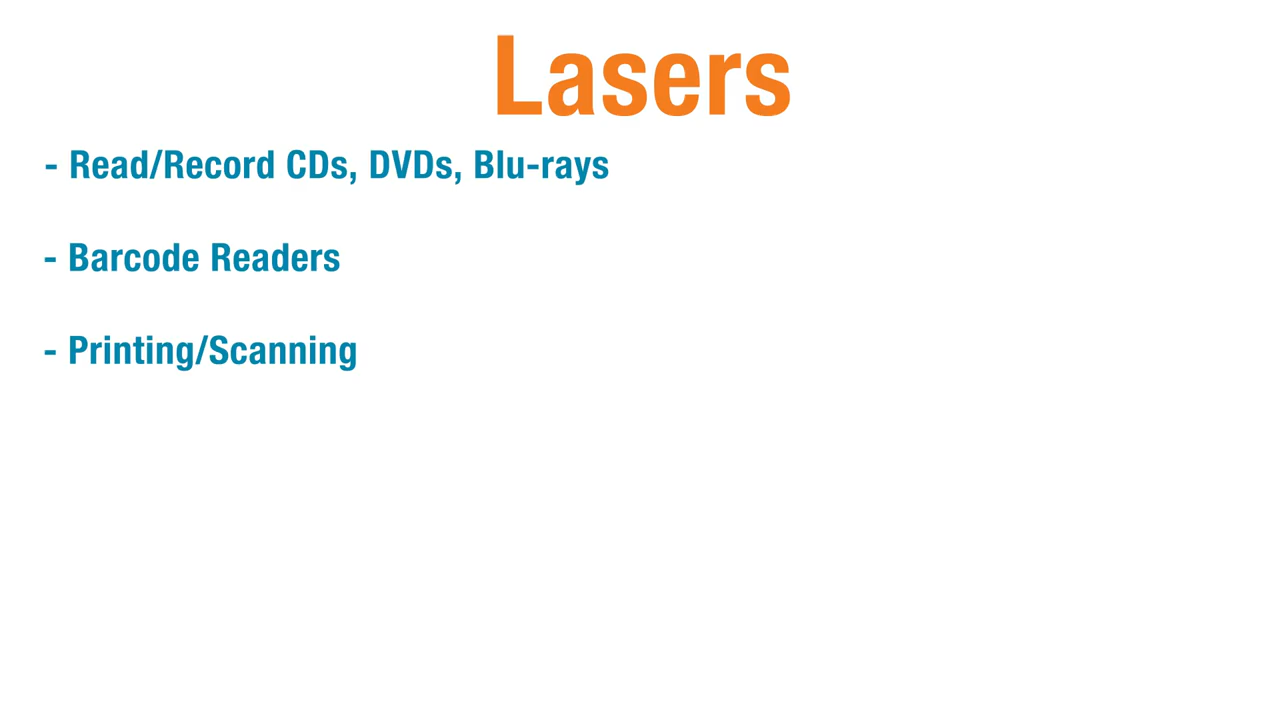 Lasers
- Read/Record CDs, DVDs, Blu-rays
- Barcode Readers
- Printing/Scanning